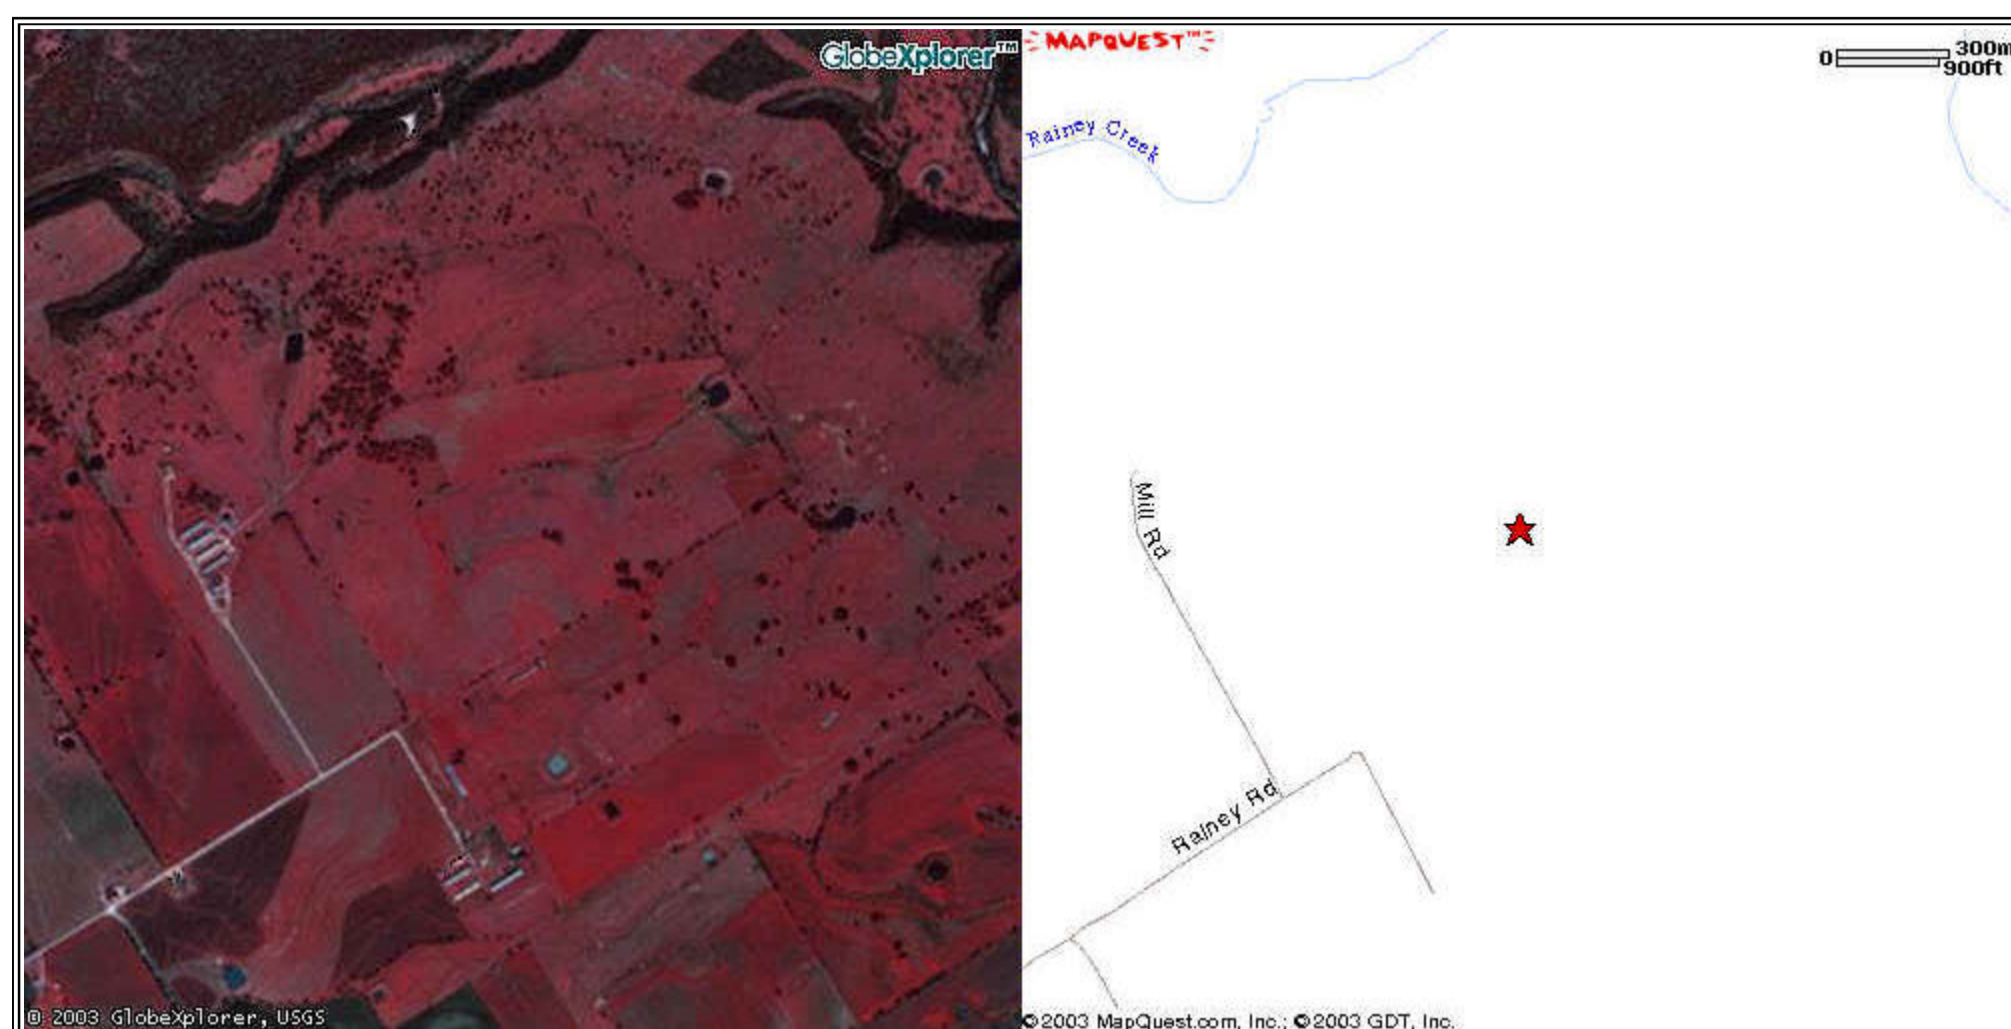 GlobeXplorer™
MAPQUEST™
0 300m
900ft
Rainey Creek
Mill Rd
Rainey Rd
© 2003 GlobeXplorer, USGS
©2003 MapQuest.com, Inc.; ©2003 GDT, Inc.